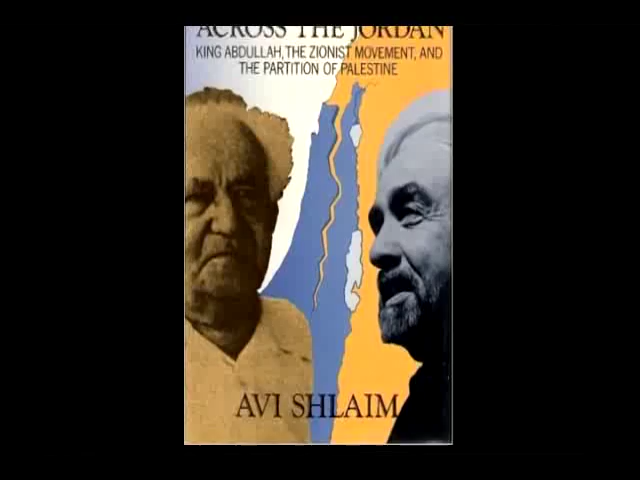 ACROSS THE JORDAN
KING ABDULLAH, THE ZIONIST MOVEMENT, AND
THE PARTITION OF PALESTINE
AVI SHLAIM